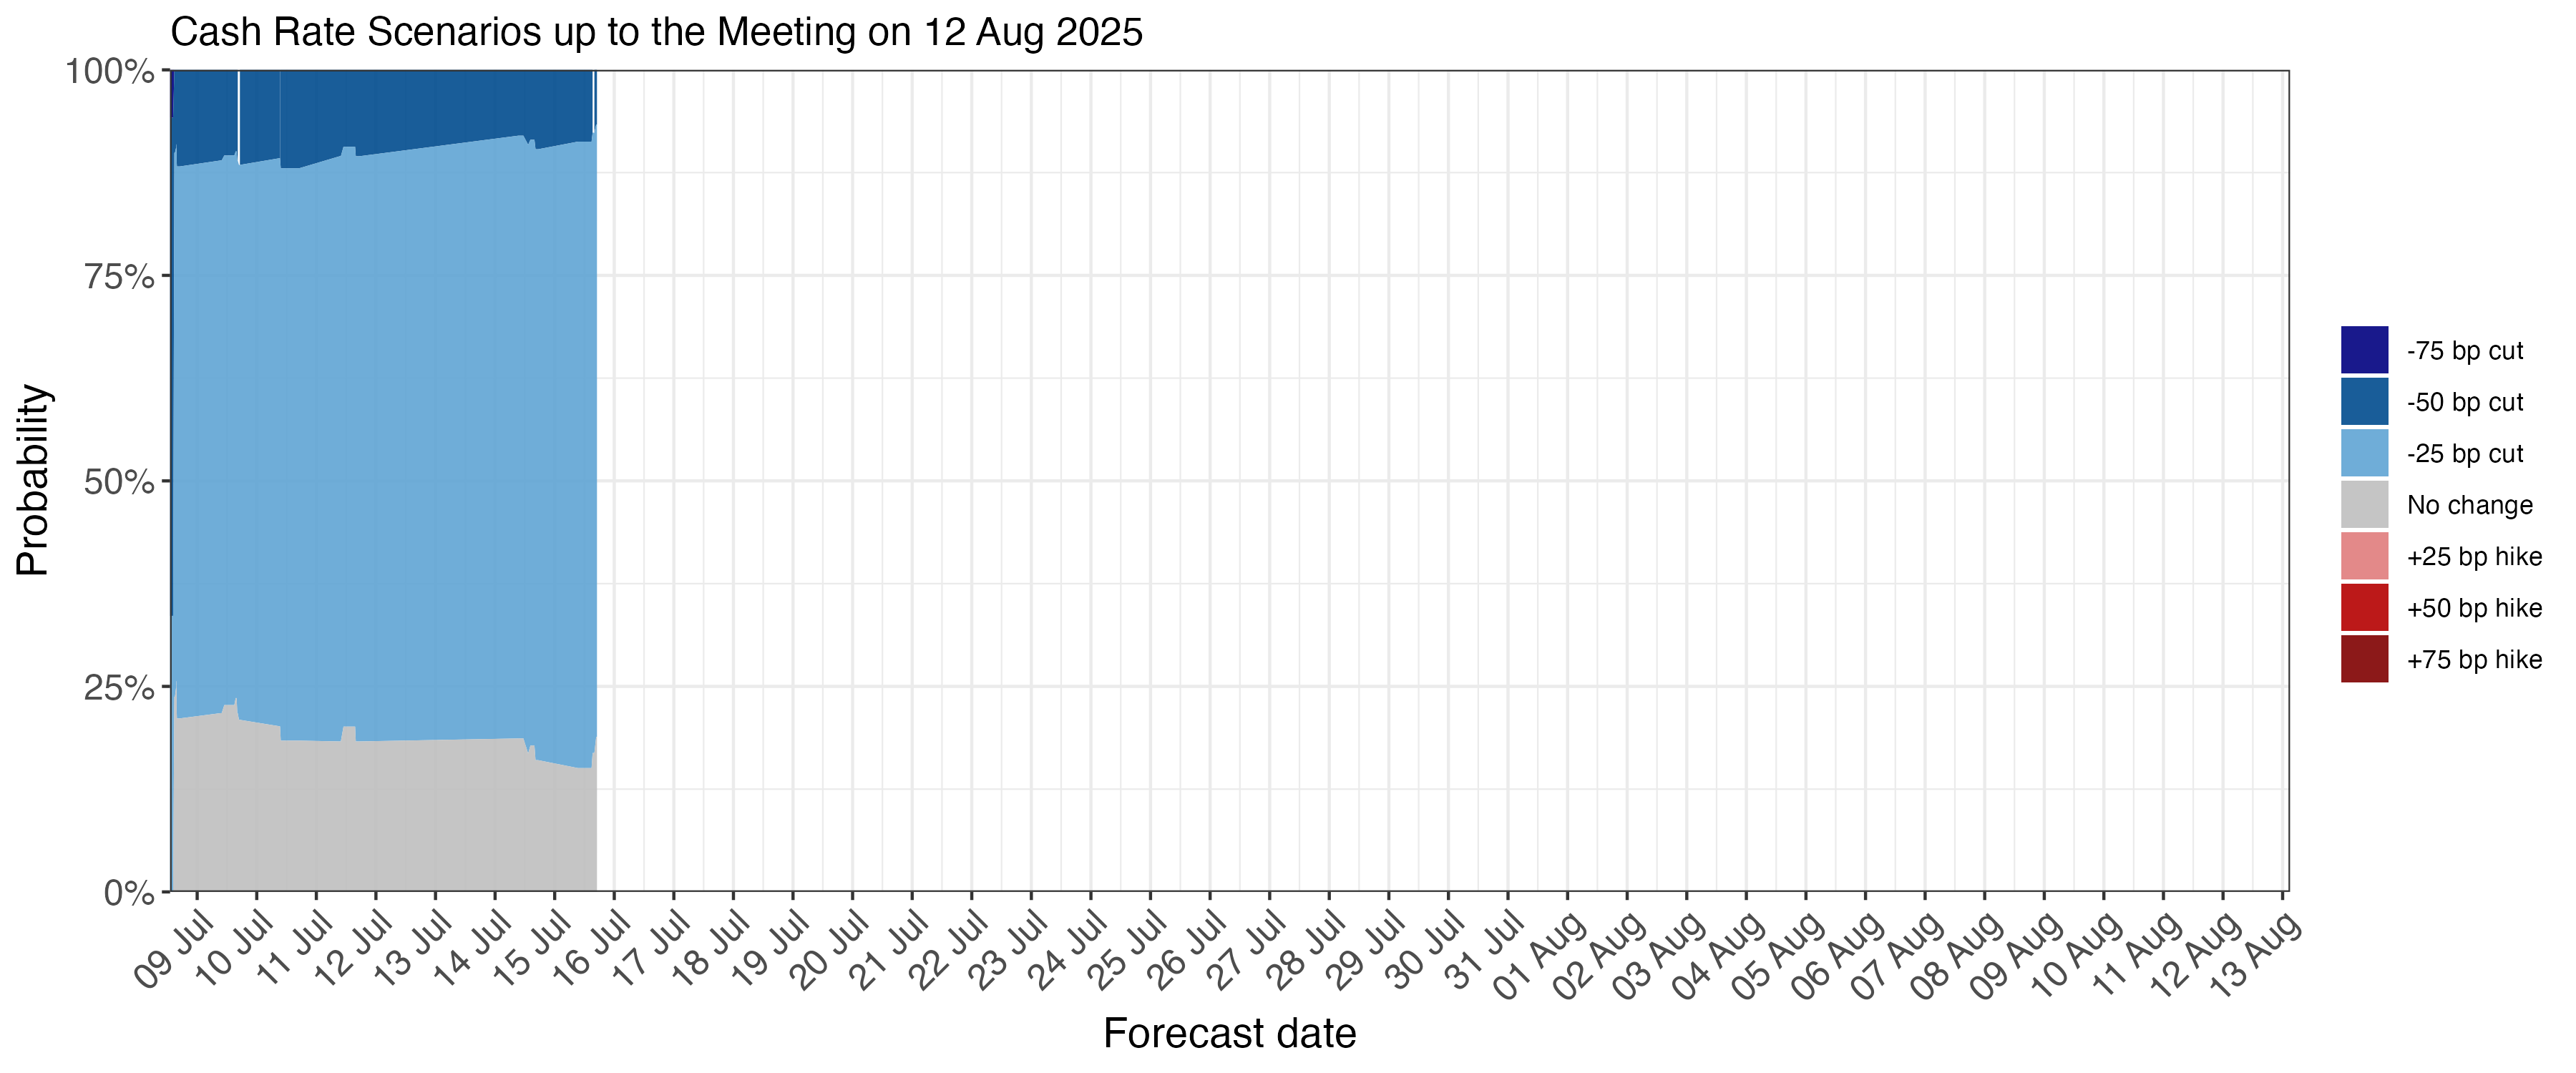 Cash Rate Scenarios up to the Meeting on 12 Aug 2025
100%
75%
50%
25%
0%
Probability
09 Jul
10 Jul
11 Jul
12 Jul
13 Jul
14 Jul
15 Jul
16 Jul
17 Jul
18 Jul
19 Jul
20 Jul
21 Jul
22 Jul
23 Jul
24 Jul
25 Jul
26 Jul
27 Jul
28 Jul
29 Jul
30 Jul
31 Jul
01 Aug
02 Aug
03 Aug
04 Aug
05 Aug
06 Aug
07 Aug
08 Aug
09 Aug
10 Aug
11 Aug
12 Aug
13 Aug
Forecast date
-75 bp cut
-50 bp cut
-25 bp cut
No change
+25 bp hike
+50 bp hike
+75 bp hike